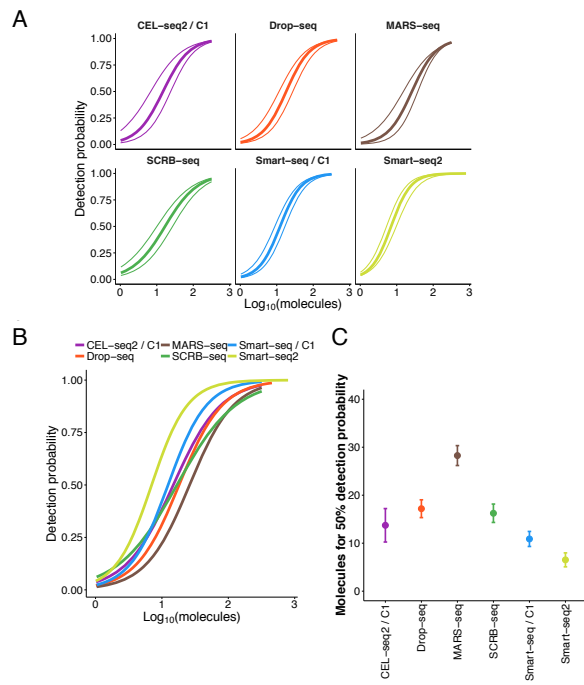 A
CEL−seq2 / C1 Drop−seq MARS−seq
1.00
0.75
0.50
0.25
0.00
SCRB−seq Smart−seq / C1 Smart−seq2
1.00
0.75
0.50
0.25
0.00
Detection probability
0 1 2 3 0 1 2 3 0 1 2 3
Log10(molecules)
B
CEL−seq2 / C1 MARS−seq Smart−seq / C1
Drop−seq SCRB−seq Smart−seq2
1.00
0.75
0.50
0.25
0.00
Detection probability
0 1 2 3
Log10(molecules)
C
40
30
20
10
0
Molecules for 50% detection probability
CEL−seq2 / C1
Drop−seq
MARS−seq
SCRB−seq
Smart−seq / C1
Smart−seq2